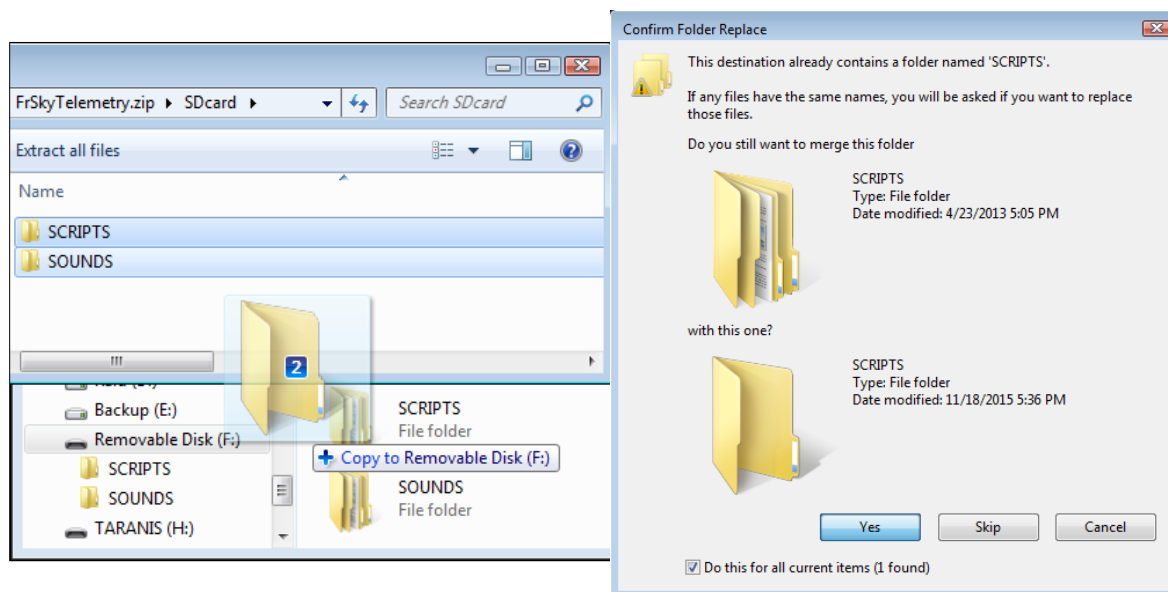 FrSkyTelemetry.zip ▸ SDcard ▸
Search SDcard
Extract all files
Name
SCRIPTS
SOUNDS
2
Backup (E:)
Removable Disk (F:)
SCRIPTS
SOUNDS
TARANIS (H:)
SCRIPTS
File folder
Copy to Removable Disk (F:)
SOUNDS
File folder
Confirm Folder Replace
This destination already contains a folder named 'SCRIPTS'.
If any files have the same names, you will be asked if you want to replace
those files.
Do you still want to merge this folder
SCRIPTS
Type: File folder
Date modified: 4/23/2013 5:05 PM
with this one?
SCRIPTS
Type: File folder
Date modified: 11/18/2015 5:36 PM
Yes
Skip
Cancel
Do this for all current items (1 found)